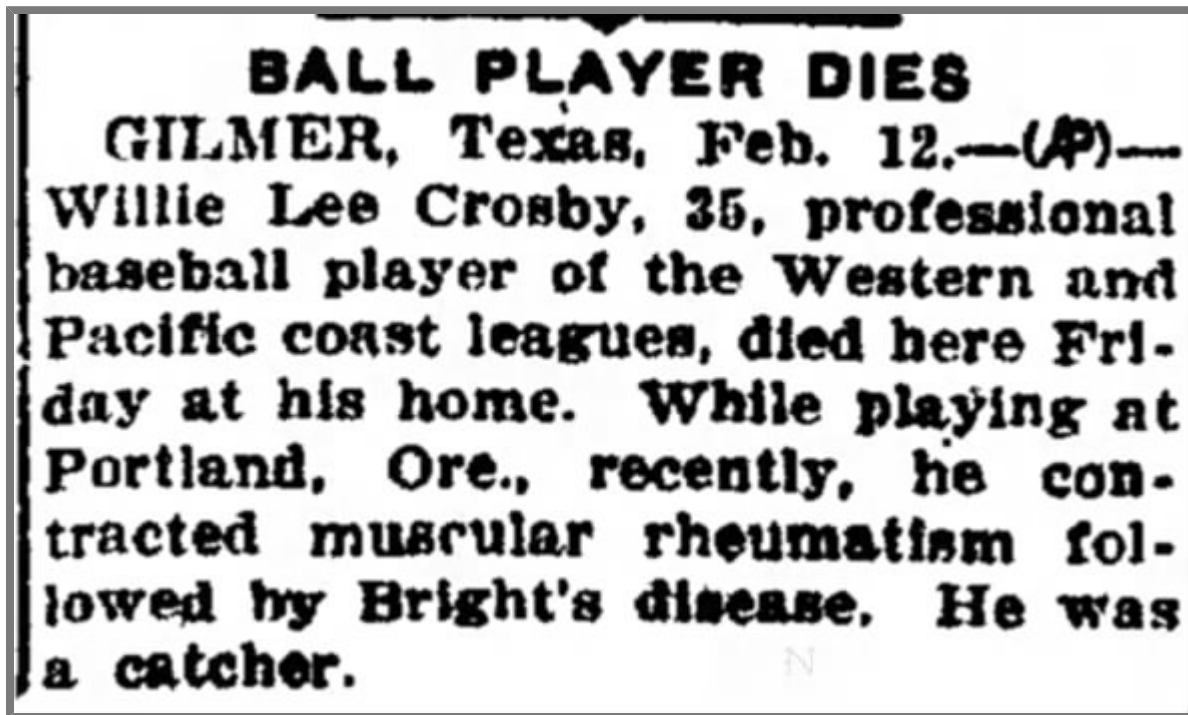 BALL PLAYER DIES
GILMER, Texas, Feb. 12.—(AP)—
Willie Lee Crosby, 35, professional
baseball player of the Western and
Pacific coast leagues, died here Fri-
day at his home. While playing at
Portland, Ore., recently, he con-
tracted muscular rheumatism fol-
lowed by Bright's disease. He was
a catcher.
N